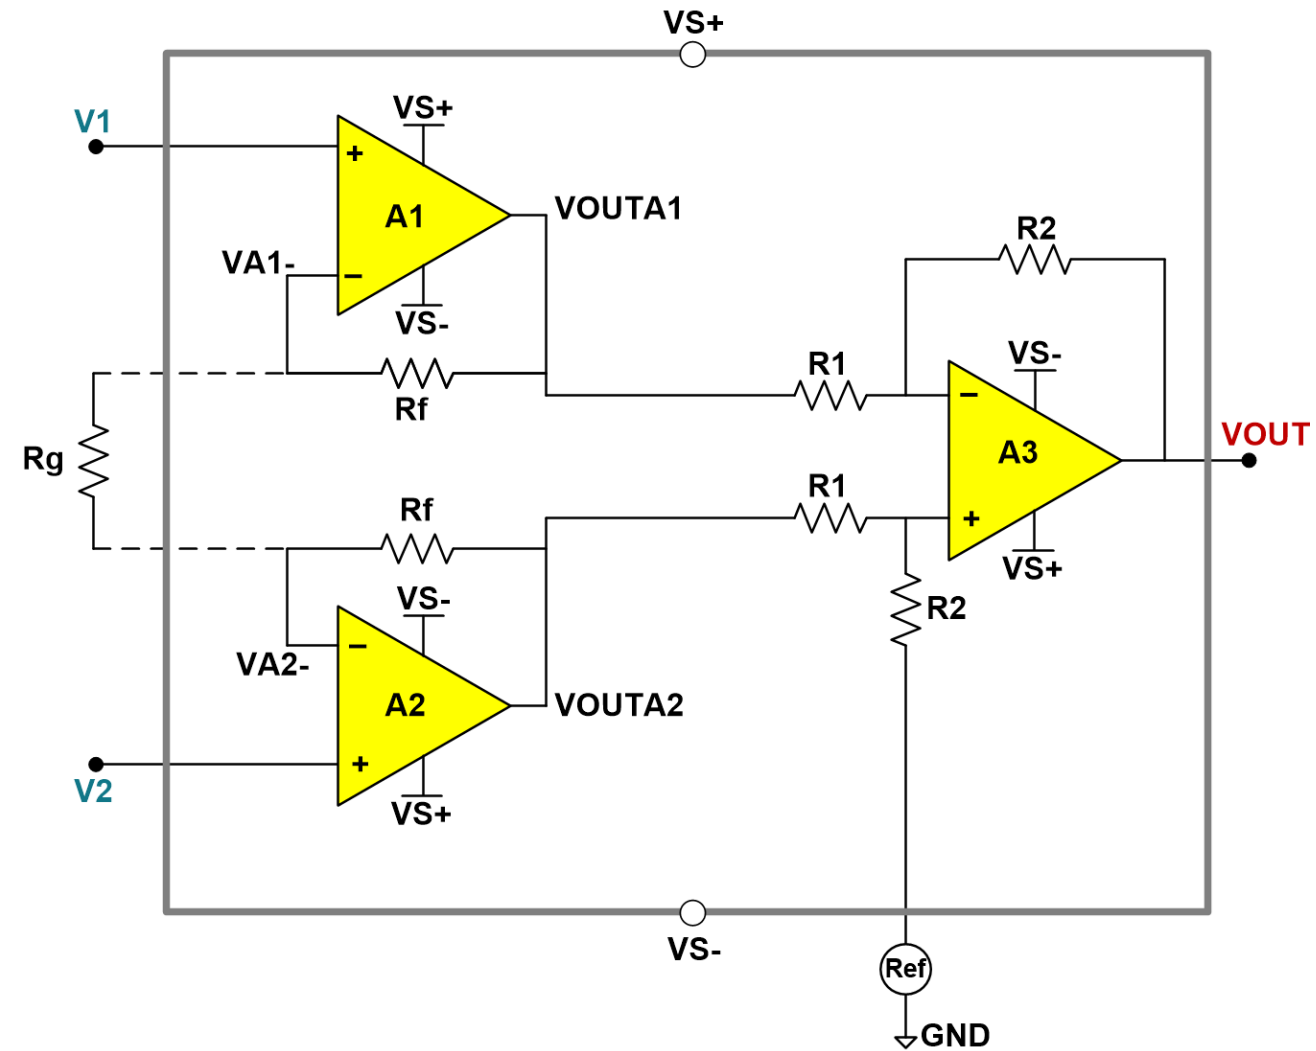 VS+
V1
VS+
+
A1
VOUTA1
VA1-
−
VS-
R2
R1
VS-
Rf
−
Rg
A3
VOUT
Rf
R1
+
VS+
VS-
R2
−
VA2-
A2
VOUTA2
+
V2
VS+
VS-
Ref
GND